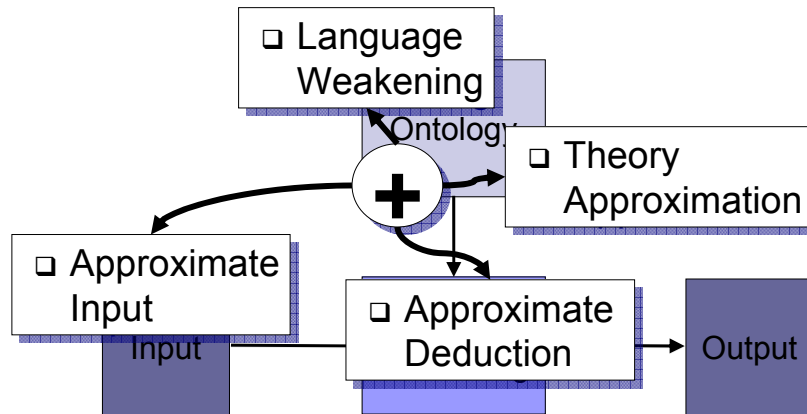 ❑ Language
Weakening
Ontology
❑ Theory
Approximation
+
❑ Approximate
Input
❑ Approximate
Deduction
Input
Output